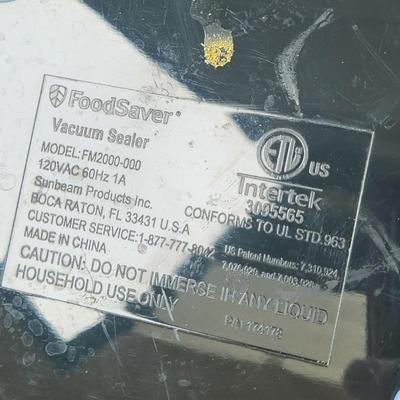 FoodSaver®
Vacuum Sealer
MODEL: FM2000-000
120VAC 60Hz 1A
Sunbeam Products Inc.
BOCA RATON, FL 33431 U.S.A
CUSTOMER SERVICE:1-877-777-8042
MADE IN CHINA
ETL US
Intertek
3095565
CONFORMS TO UL STD.963
US Patent Numbers: 7,310,924,
and
CAUTION: DO NOT IMMERSE IN ANY LIQUID
HOUSEHOLD USE ONLY